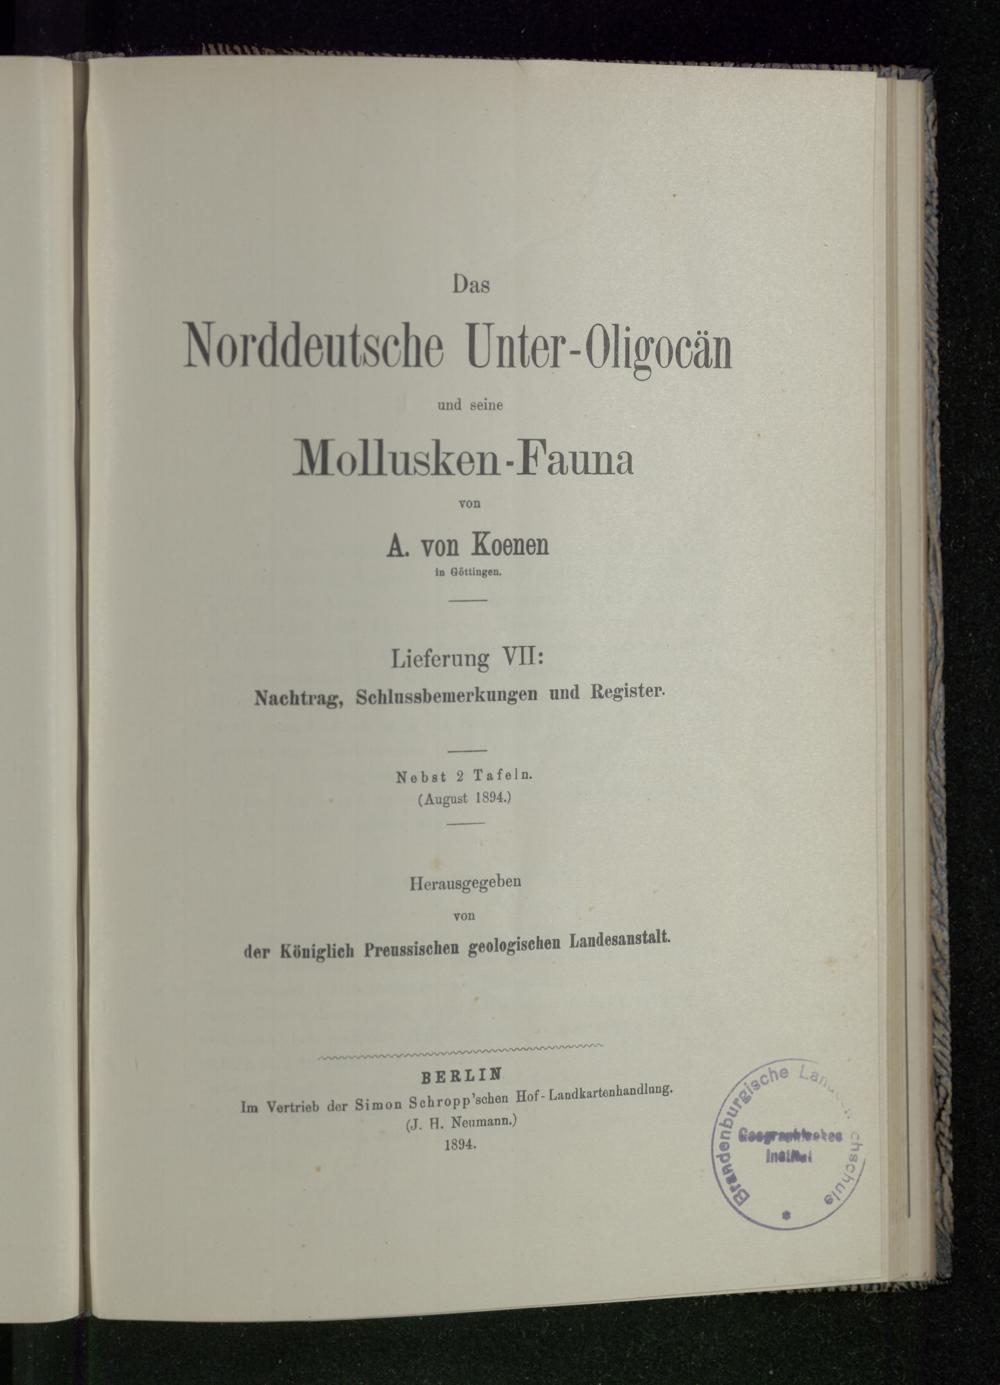 Das
Norddeutsche Unter-Oligocän
und seine
Mollusken-Fauna
von
A. von Koenen
in Göttingen.
Lieferung VII:
Nachtrag, Schlussbemerkungen und Register.
Nebst 2 Tafeln.
(August 1894.)
Herausgegeben
von
der Königlich Preussischen geologischen Landesanstalt.
BERLIN
Im Vertrieb der Simon Schropp'schen Hof-Landkartenhandlung.
(J. H. Neumann.)
1894.
Brandenburgische
Geographisches
Institut